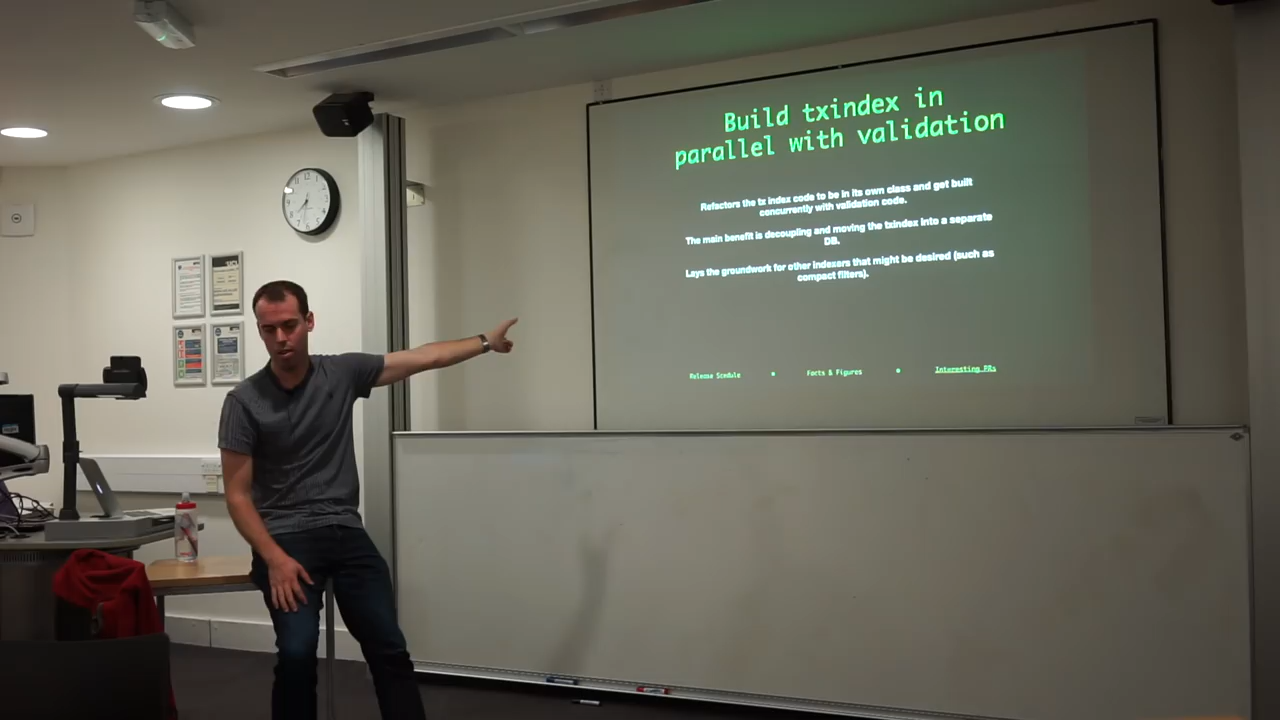 Build txindex in
parallel with validation
Refactors the tx index code to be in its own class and get built
concurrently with validation code.
The main benefit is decoupling and moving the txindex into a separate
DB.
Lays the groundwork for other indexers that might be desired (such as
compact filters).
Release Scedule • Facts & Figures • Interesting PRs